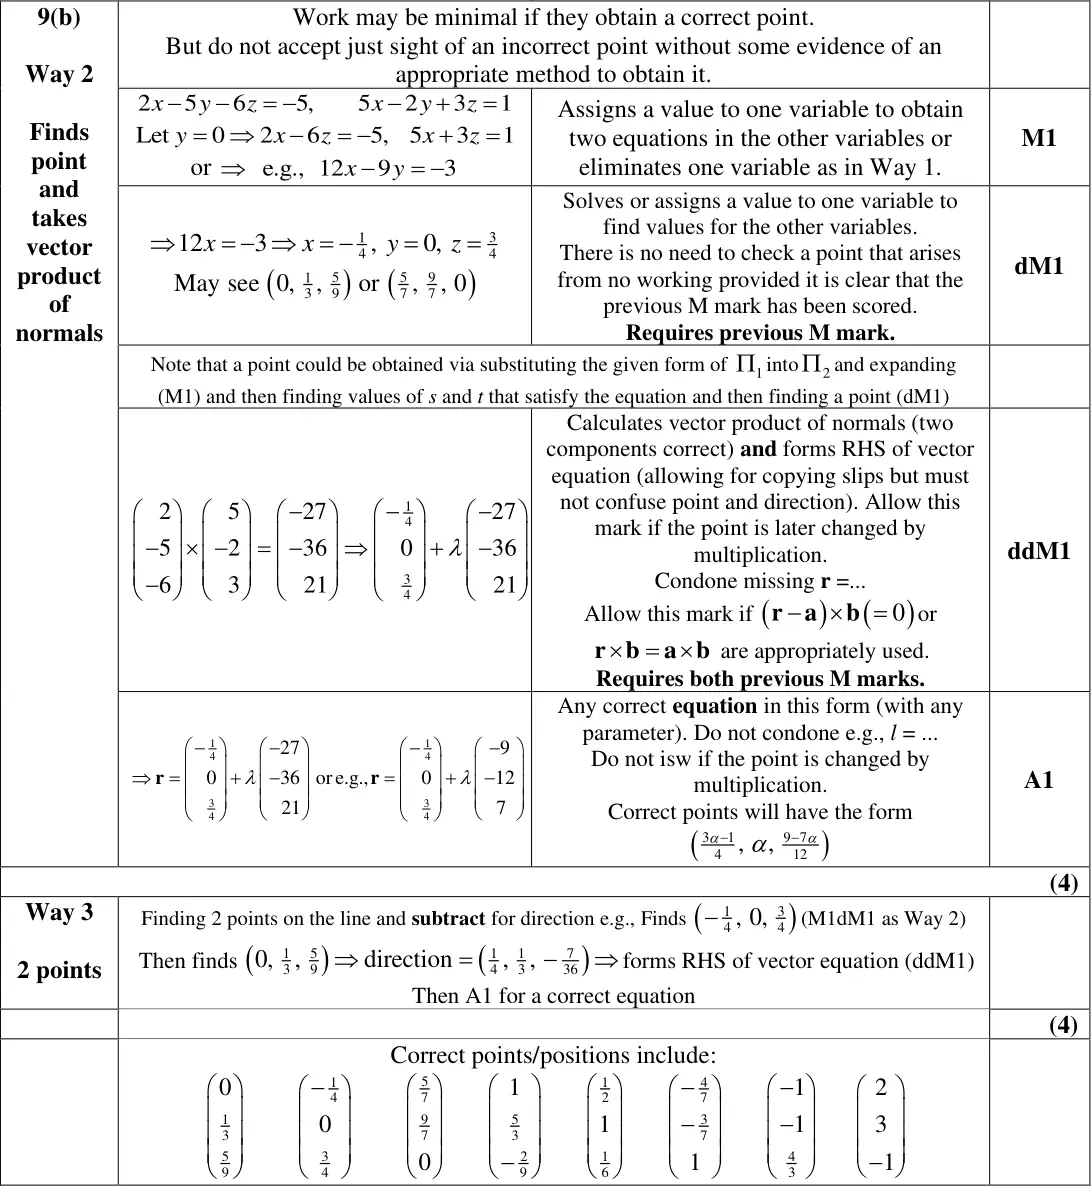 9(b)
Way 2
Finds
point
and
takes
vector
product
of
normals
Work may be minimal if they obtain a correct point.
But do not accept just sight of an incorrect point without some evidence of an
appropriate method to obtain it.
2x − 5y − 6z = −5, 5x − 2y + 3z = 1
Let y = 0 ⇒ 2x − 6z = −5, 5x + 3z = 1
or ⇒ e.g., 12x − 9y = −3
Assigns a value to one variable to obtain
two equations in the other variables or
eliminates one variable as in Way 1.
M1
⇒ 12x = −3 ⇒ x = −1/4, y = 0, z = 3/4
May see (0, 1/3, 5/9) or (5/7, 9/7, 0)
Solves or assigns a value to one variable to
find values for the other variables.
There is no need to check a point that arises
from no working provided it is clear that the
previous M mark has been scored.
Requires previous M mark.
dM1
Note that a point could be obtained via substituting the given form of Π₁ into Π₂ and expanding
(M1) and then finding values of s and t that satisfy the equation and then finding a point (dM1)
(2, −5, −6) × (5, −2, 3) = (−27, −36, 21) ⇒ (−1/4, 0, 3/4) + λ(−27, −36, 21)
Calculates vector product of normals (two
components correct) and forms RHS of vector
equation (allowing for copying slips but must
not confuse point and direction). Allow this
mark if the point is later changed by
multiplication.
Condone missing r =...
Allow this mark if (r − a) × b (= 0) or
r × b = a × b are appropriately used.
Requires both previous M marks.
ddM1
⇒ r = (−1/4, 0, 3/4) + λ(−27, −36, 21) or e.g., r = (−1/4, 0, 3/4) + λ(−9, −12, 7)
Any correct equation in this form (with any
parameter). Do not condone e.g., l = ...
Do not isw if the point is changed by
multiplication.
Correct points will have the form
((3α−1)/4, α, (9−7α)/12)
A1
(4)
Way 3
2 points
Finding 2 points on the line and subtract for direction e.g., Finds (−1/4, 0, 3/4) (M1dM1 as Way 2)
Then finds (0, 1/3, 5/9) ⇒ direction = (1/4, 1/3, −7/36) ⇒ forms RHS of vector equation (ddM1)
Then A1 for a correct equation
(4)
Correct points/positions include:
(0, 1/3, 5/9) (−1/4, 0, 3/4) (5/7, 9/7, 0) (1, 5/3, −2/9) (1/2, 1, 1/6) (−4/7, −3/7, 1) (−1, −1, 4/3) (2, 3, −1)